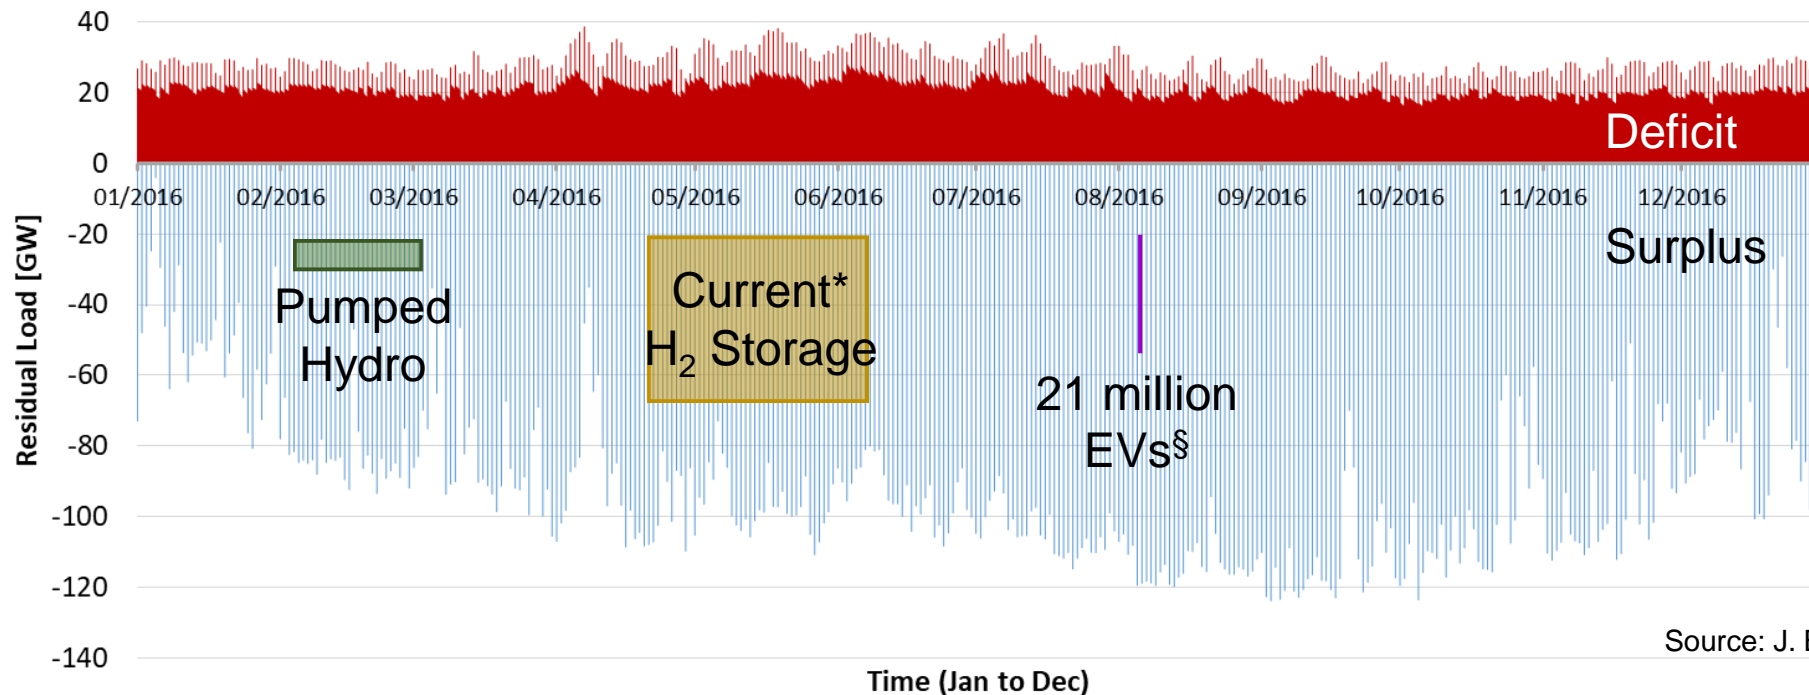 40
20
0
-20
-40
-60
-80
-100
-120
-140
Residual Load [GW]
Deficit
01/2016 02/2016 03/2016 04/2016 05/2016 06/2016 07/2016 08/2016 09/2016 10/2016 11/2016 12/2016
Surplus
Pumped
Hydro
Current*
H₂ Storage
21 million
EVs§
Source: J. E
Time (Jan to Dec)